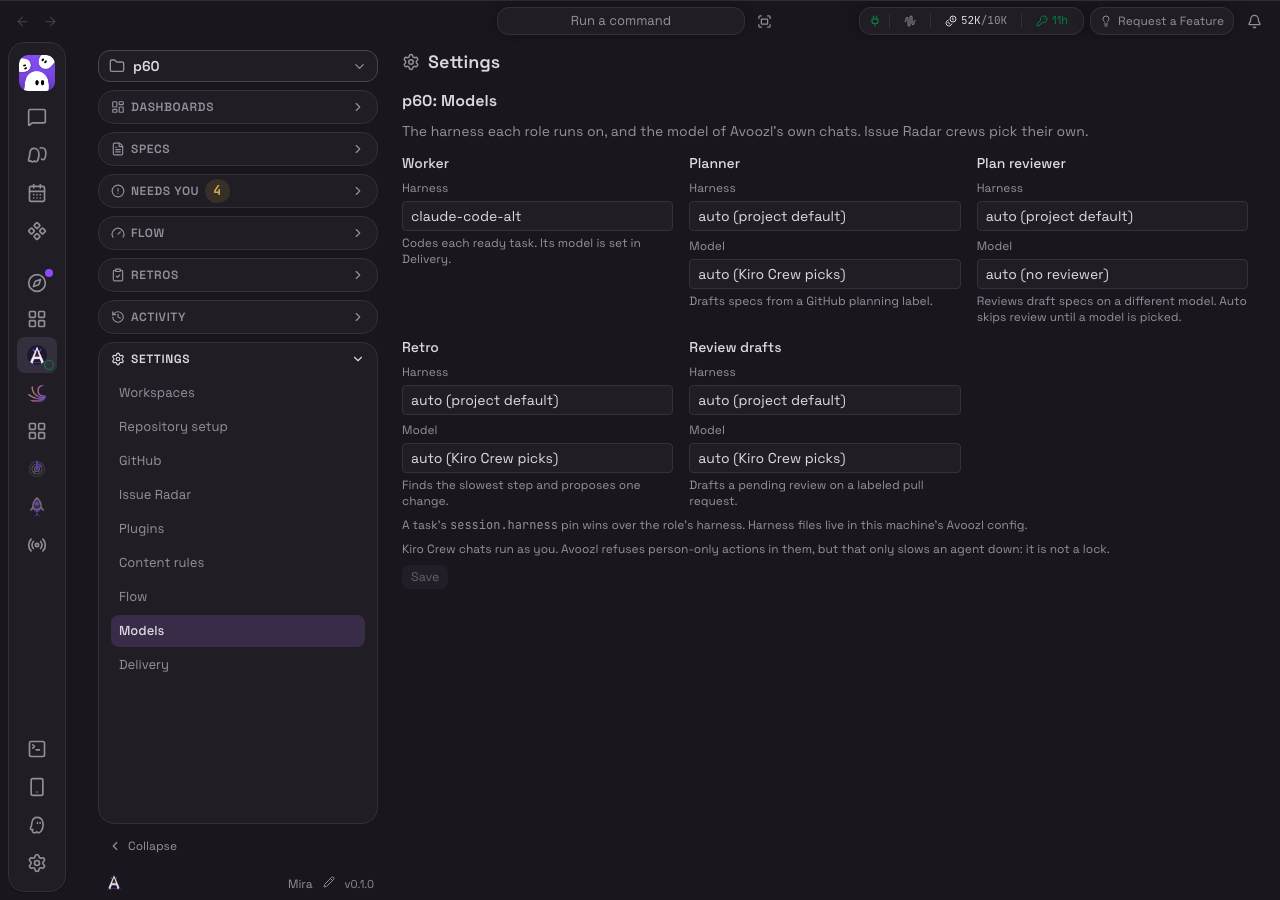 Run a command
52K/10K
11h
Request a Feature
p60
DASHBOARDS
SPECS
NEEDS YOU 4
FLOW
RETROS
ACTIVITY
SETTINGS
Workspaces
Repository setup
GitHub
Issue Radar
Plugins
Content rules
Flow
Models
Delivery
Collapse
Mira
v0.1.0
Settings
p60: Models
The harness each role runs on, and the model of Avoozl's own chats. Issue Radar crews pick their own.
Worker
Harness
claude-code-alt
Codes each ready task. Its model is set in
Delivery.
Planner
Harness
auto (project default)
Model
auto (Kiro Crew picks)
Drafts specs from a GitHub planning label.
Plan reviewer
Harness
auto (project default)
Model
auto (no reviewer)
Reviews draft specs on a different model. Auto
skips review until a model is picked.
Retro
Harness
auto (project default)
Model
auto (Kiro Crew picks)
Finds the slowest step and proposes one
change.
Review drafts
Harness
auto (project default)
Model
auto (Kiro Crew picks)
Drafts a pending review on a labeled pull
request.
A task's session.harness pin wins over the role's harness. Harness files live in this machine's Avoozl config.
Kiro Crew chats run as you. Avoozl refuses person-only actions in them, but that only slows an agent down: it is not a lock.
Save